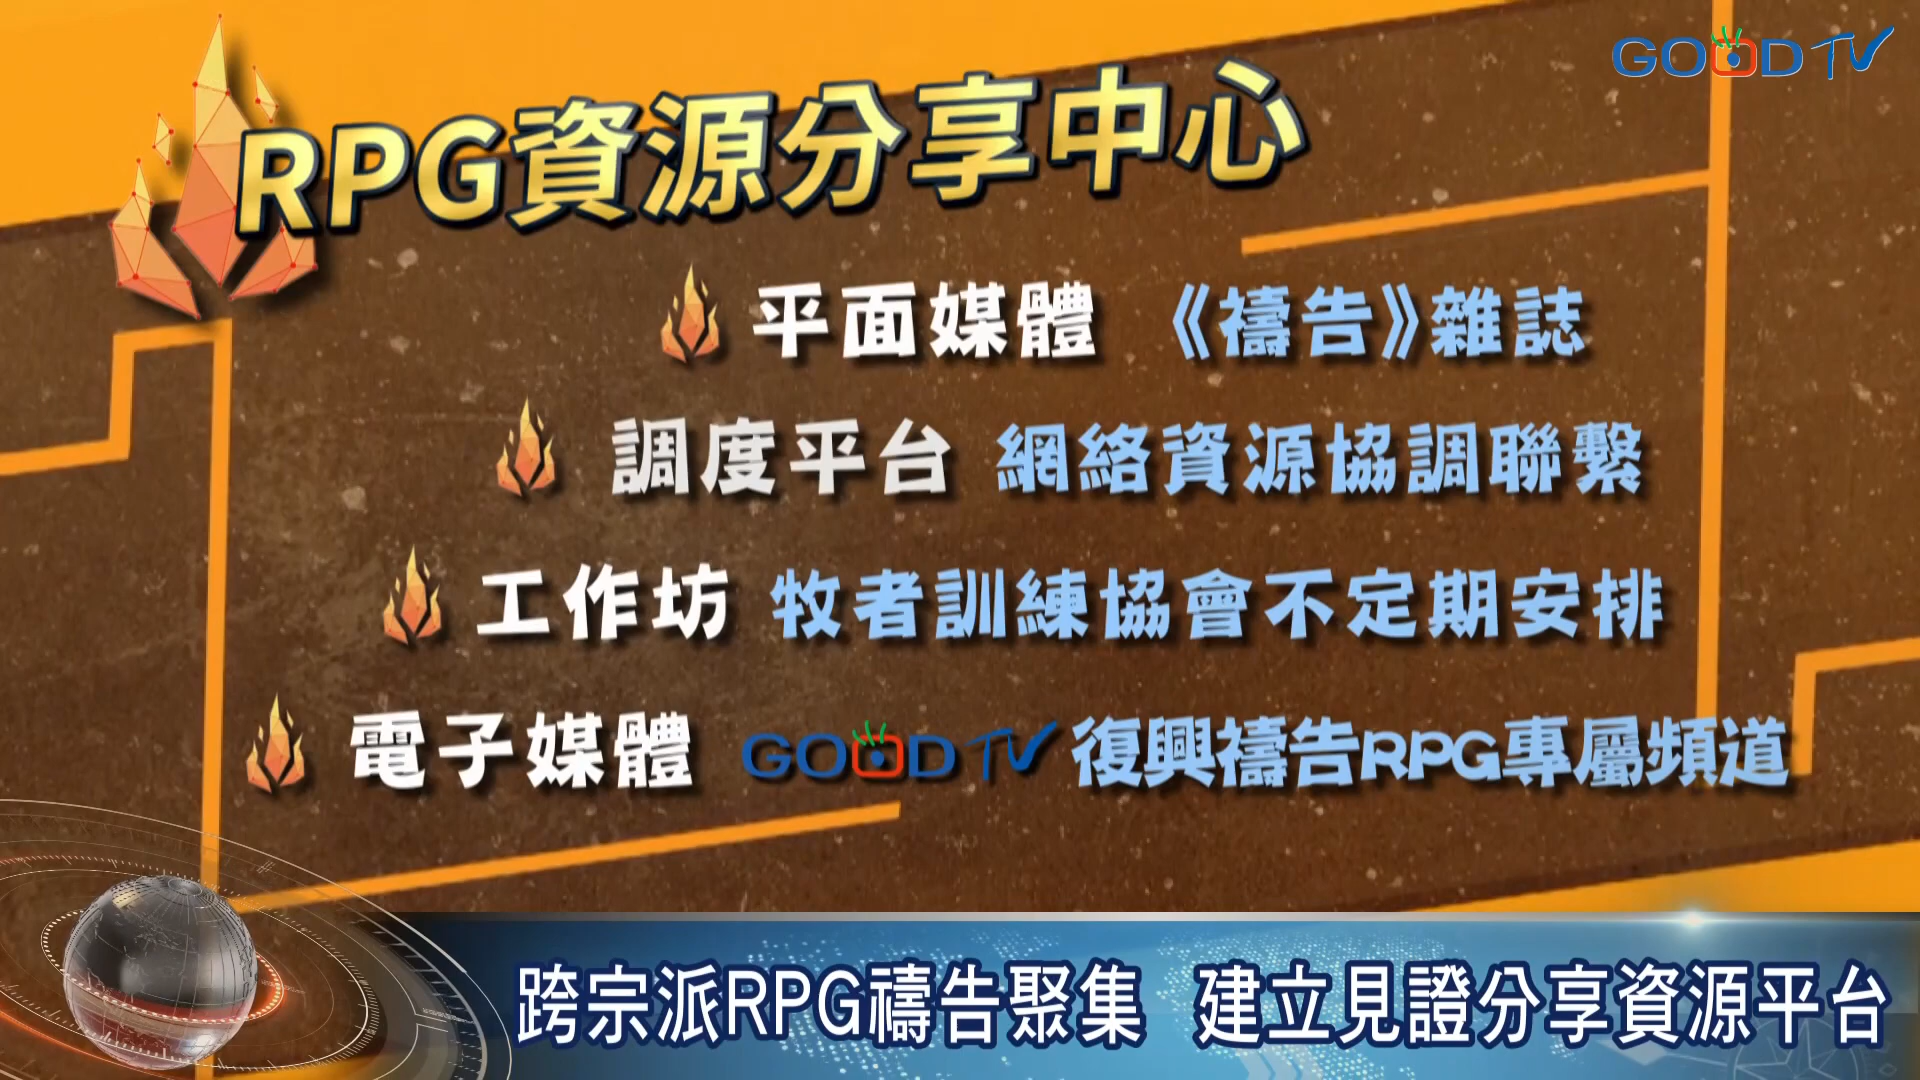 GOOD TV
RPG資源分享中心
平面媒體 《禱告》雜誌
調度平台 網絡資源協調聯繫
工作坊 牧者訓練協會不定期安排
電子媒體 GOOD TV 復興禱告RPG專屬頻道
跨宗派RPG禱告聚集 建立見證分享資源平台